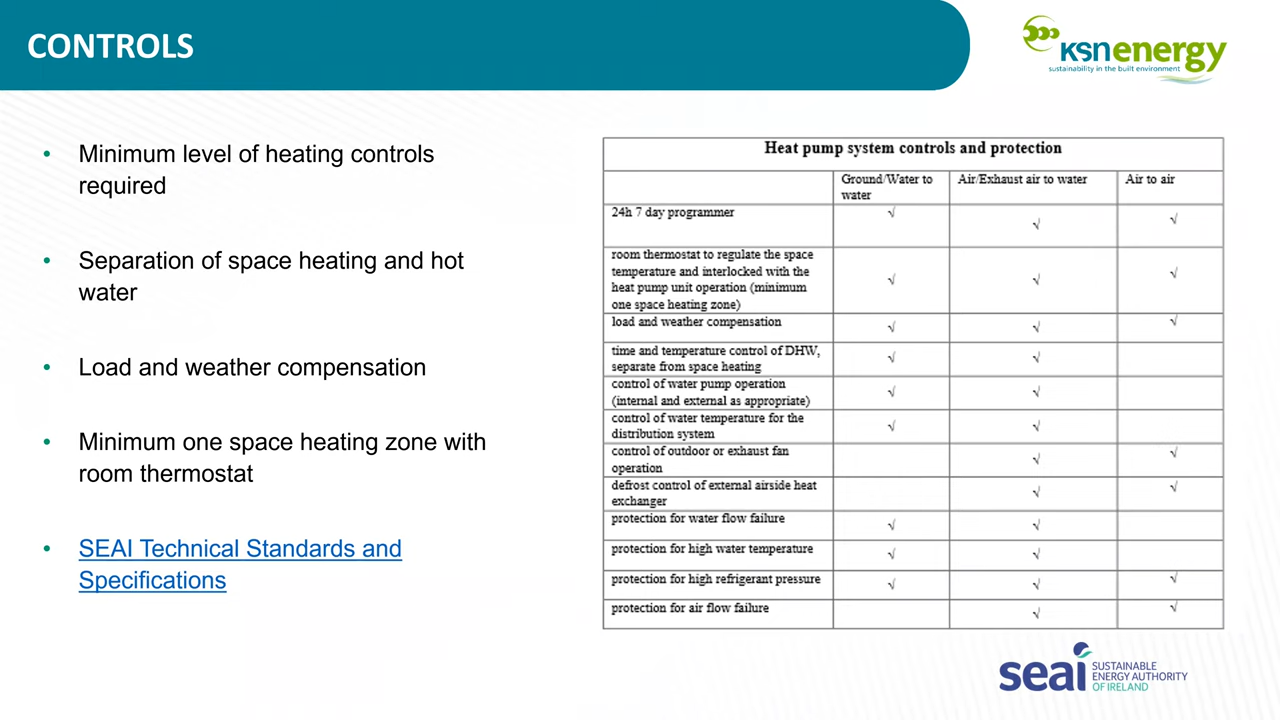 CONTROLS
KSNenergy
sustainability in the built environment
• Minimum level of heating controls
required
• Separation of space heating and hot
water
• Load and weather compensation
• Minimum one space heating zone with
room thermostat
• SEAI Technical Standards and
Specifications
Heat pump system controls and protection
Ground/Water to
water
Air/Exhaust air to water
Air to air
24h 7 day programmer √ √ √
room thermostat to regulate the space
temperature and interlocked with the
heat pump unit operation (minimum
one space heating zone) √ √ √
load and weather compensation √ √ √
time and temperature control of DHW,
separate from space heating √ √
control of water pump operation
(internal and external as appropriate) √ √
control of water temperature for the
distribution system √ √
control of outdoor or exhaust fan
operation √ √
defrost control of external airside heat
exchanger √ √
protection for water flow failure √ √
protection for high water temperature √ √
protection for high refrigerant pressure √ √ √
protection for air flow failure √ √
seai
SUSTAINABLE
ENERGY AUTHORITY
OF IRELAND